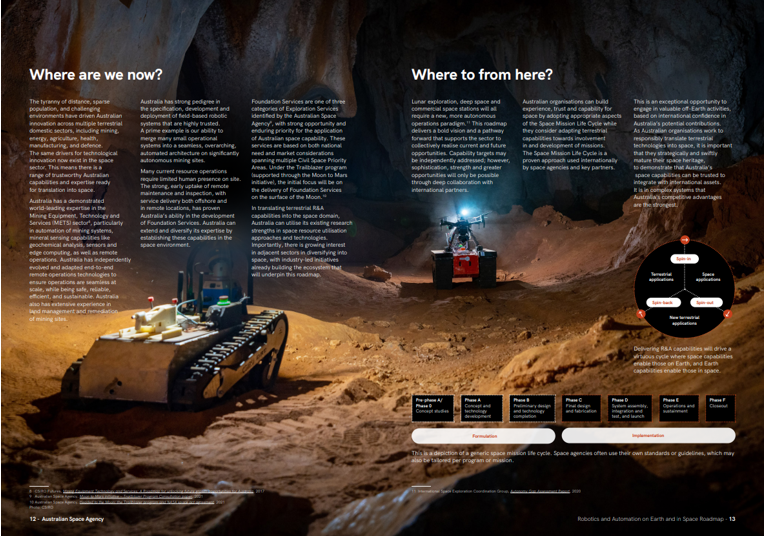 Where are we now?
The tyranny of distance, sparse
population, and challenging
environments have driven Australian
innovation across multiple terrestrial
domestic sectors, including mining,
energy, agriculture, health,
manufacturing, and defence.
The same drivers for technological
innovation now exist in the space
sector. This means there is a
range of trustworthy Australian
capabilities and expertise ready
for translation into space.
Australia has a demonstrated
world-leading expertise in the
Mining Equipment, Technology and
Services (METS) sector⁸, particularly
in automation of mining systems,
mineral sensing capabilities like
geochemical analysis, sensors and
edge computing, as well as remote
operations. Australia has independently
evolved and adapted end-to-end
remote operations technologies to
ensure operations are seamless at
scale, while being safe, reliable,
efficient, and sustainable. Australia
also has extensive experience in
land management and remediation
of mining sites.
Australia has strong pedigree in
the specification, development and
deployment of field-based robotic
systems that are highly trusted.
A prime example is our ability to
merge many small operational
systems into a seamless, overarching,
automated architecture on significantly
autonomous mining sites.
Many current resource operations
require limited human presence on site.
The strong, early uptake of remote
maintenance and inspection, with
service delivery both offshore and
in remote locations, has proven
Australia's ability in the development
of Foundation Services. Australia can
extend and diversify its expertise by
establishing these capabilities in the
space environment.
Foundation Services are one of three
categories of Exploration Services
identified by the Australian Space
Agency⁹, with strong opportunity and
enduring priority for the application
of Australian space capability. These
services are based on both national
need and market considerations
spanning multiple Civil Space Priority
Areas. Under the Trailblazer program
(supported through the Moon to Mars
initiative), the initial focus will be on
the delivery of Foundation Services
on the surface of the Moon.¹⁰
In translating terrestrial R&A
capabilities into the space domain,
Australia can utilise its existing research
strengths in space resource utilisation
approaches and technologies.
Importantly, there is growing interest
in adjacent sectors in diversifying into
space, with industry-led initiatives
already building the ecosystem that
will underpin this roadmap.
12 - Australian Space Agency
Where to from here?
Lunar exploration, deep space and
commercial space stations will all
require a new, more autonomous
operations paradigm.¹¹ This roadmap
delivers a bold vision and a pathway
forward that supports the sector to
collectively realise current and future
opportunities. Capability targets may
be independently addressed; however,
sophistication, strength and greater
opportunities will only be possible
through deep collaboration with
international partners.
Australian organisations can build
experience, trust and capability for
space by adopting appropriate aspects
of the Space Mission Life Cycle while
they consider adapting terrestrial
capabilities towards involvement
in and development of missions.
The Space Mission Life Cycle is a
proven approach used internationally
by space agencies and key partners.
This is an exceptional opportunity to
engage in valuable off-Earth activities,
based on international confidence in
Australia's potential contributions.
As Australian organisations work to
responsibly translate terrestrial
technologies into space, it is important
that they strategically and swiftly
mature their space heritage,
to demonstrate that Australia's
space capabilities can be trusted to
integrate with international assets.
It is in complex systems that
Australia's competitive advantages
are the strongest.
Spin-in
Terrestrial
applications
Space
applications
Spin-back
Spin-out
New terrestrial
applications
Delivering R&A capabilities will drive a
virtuous cycle where space capabilities
enable those on Earth, and Earth
capabilities enable those in space.
Pre-phase A/
Phase 0
Concept studies
Phase A
Concept and
technology
development
Phase B
Preliminary design
and technology
completion
Phase C
Final design
and fabrication
Phase D
System assembly,
integration and
test, and launch
Phase E
Operations and
sustainment
Phase F
Closeout
Formulation
Implementation
This is a depiction of a generic space mission life cycle. Space agencies often use their own standards or guidelines, which may
also be tailored per program or mission.
Robotics and Automation on Earth and in Space Roadmap - 13